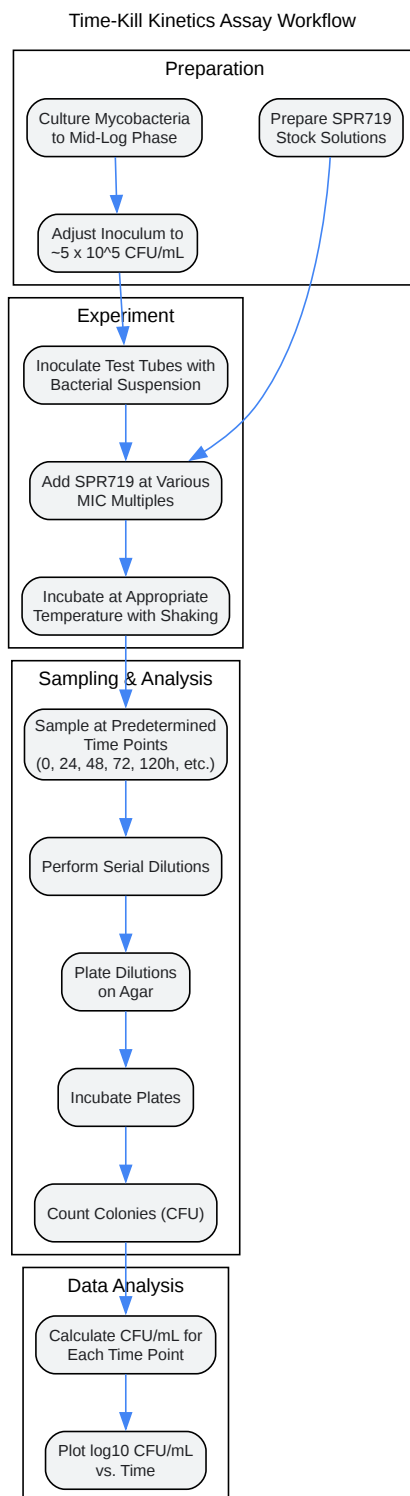 Time-Kill Kinetics Assay Workflow
Preparation
Culture Mycobacteria
to Mid-Log Phase
Prepare SPR719
Stock Solutions
Adjust Inoculum to
~5 x 10^5 CFU/mL
Experiment
Inoculate Test Tubes with
Bacterial Suspension
Add SPR719 at Various
MIC Multiples
Incubate at Appropriate
Temperature with Shaking
Sampling & Analysis
Sample at Predetermined
Time Points
(0, 24, 48, 72, 120h, etc.)
Perform Serial Dilutions
Plate Dilutions
on Agar
Incubate Plates
Count Colonies (CFU)
Data Analysis
Calculate CFU/mL for
Each Time Point
Plot log10 CFU/mL
vs. Time